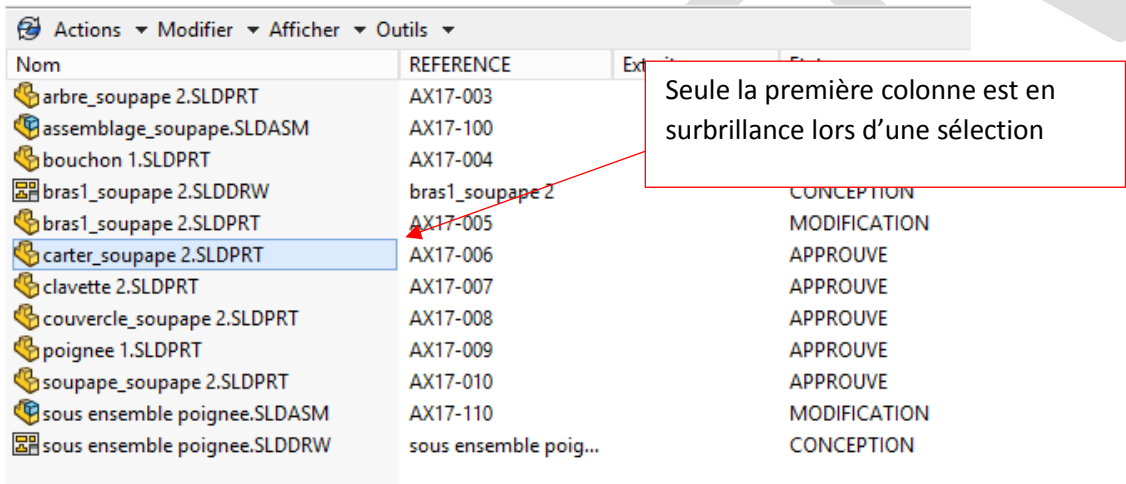 Actions Modifier Afficher Outils
Nom REFERENCE
Seule la première colonne est en
surbrillance lors d’une sélection
arbre_soupape 2.SLDPRT AX17-003
assemblage_soupape.SLDASM AX17-100
bouchon 1.SLDPRT AX17-004
bras1_soupape 2.SLDDRW bras1_soupape 2 CONCEPTION
bras1_soupape 2.SLDPRT AX17-005 MODIFICATION
carter_soupape 2.SLDPRT AX17-006 APPROUVE
clavette 2.SLDPRT AX17-007 APPROUVE
couvercle_soupape 2.SLDPRT AX17-008 APPROUVE
poignee 1.SLDPRT AX17-009 APPROUVE
soupape_soupape 2.SLDPRT AX17-010 APPROUVE
sous ensemble poignee.SLDASM AX17-110 MODIFICATION
sous ensemble poignee.SLDDRW sous ensemble poig... CONCEPTION